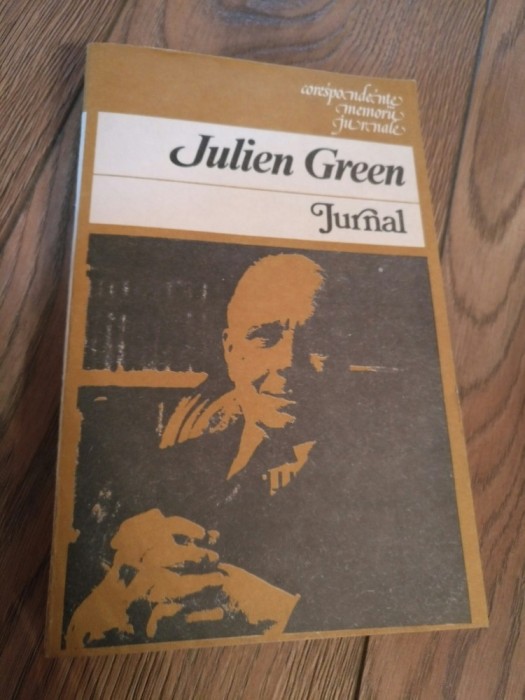 corespondențe
memorii
jurnale
Julien Green
Jurnal